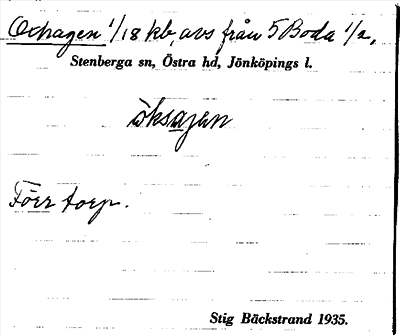 Oxhagen 1/18 kb, avs från 5 Boda 1/2,
Stenberga sn, Östra hd, Jönköpings l.
öksajen
Förr torp.
Stig Bäckstrand 1935.